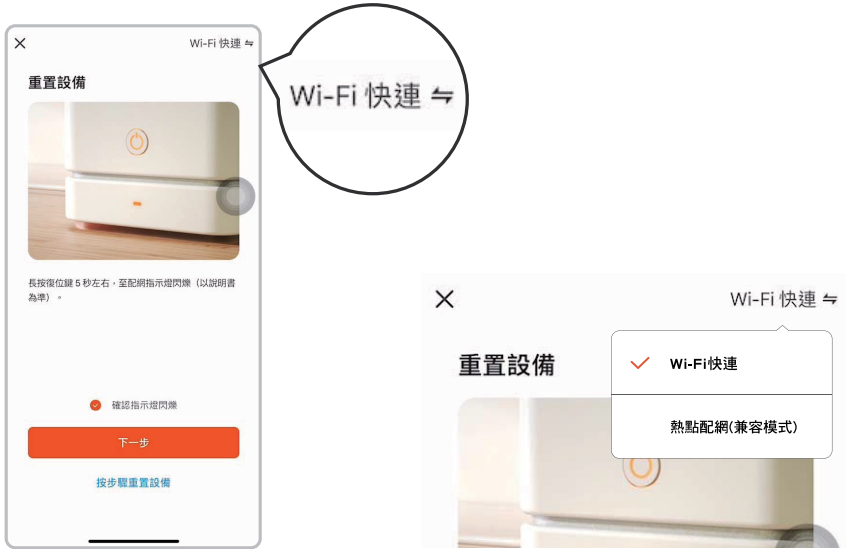 Wi-Fi 快連 ⇋
重置設備
長按復位鍵 5 秒左右，至配網指示燈閃爍（以說明書
為準）。
確認指示燈閃爍
下一步
按步驟重置設備
Wi-Fi 快連 ⇋
Wi-Fi 快連 ⇋
重置設備
Wi-Fi快連
熱點配網(兼容模式)